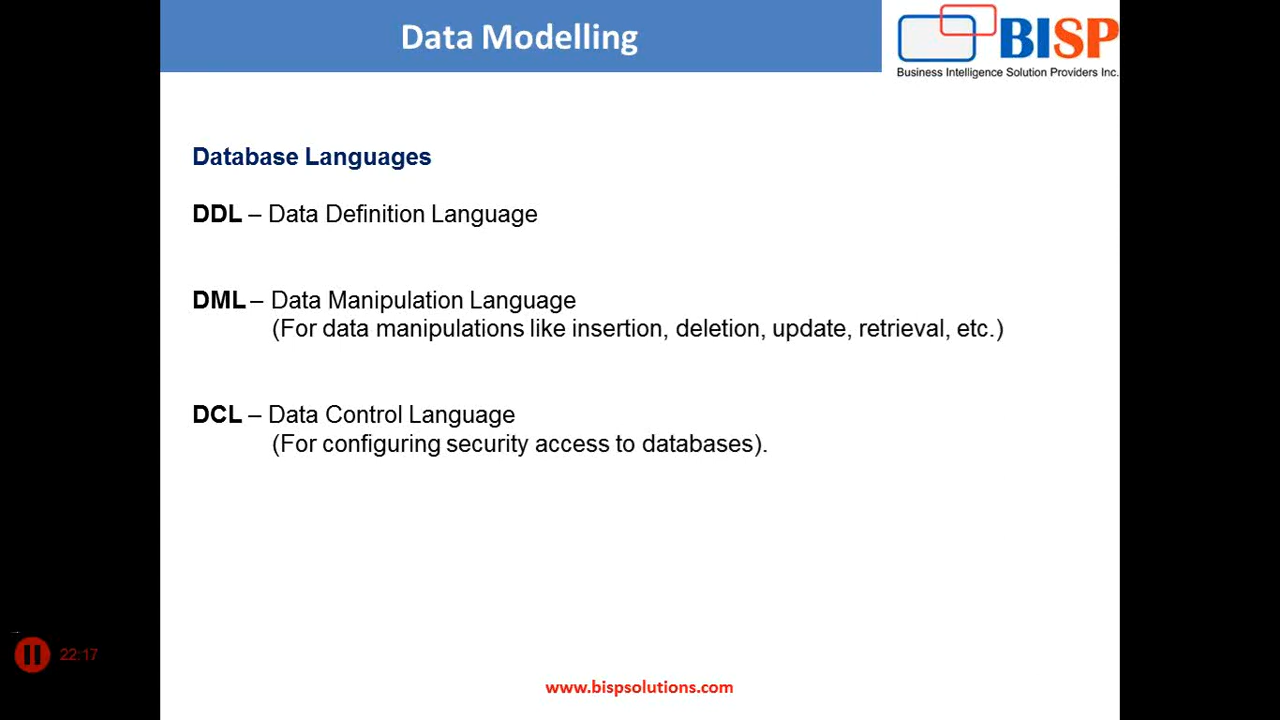 Data Modelling
BISP
Business Intelligence Solution Providers Inc.
Database Languages
DDL – Data Definition Language
DML – Data Manipulation Language
(For data manipulations like insertion, deletion, update, retrieval, etc.)
DCL – Data Control Language
(For configuring security access to databases).
22:17
www.bispsolutions.com